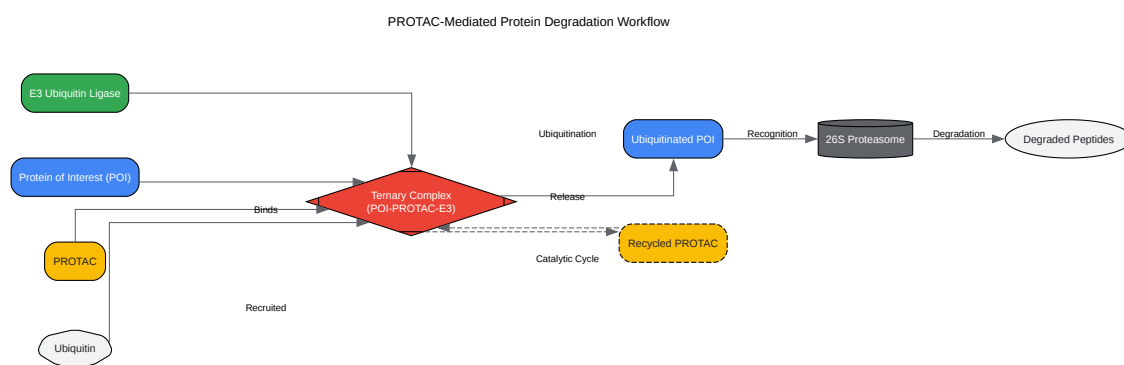 PROTAC-Mediated Protein Degradation Workflow
E3 Ubiquitin Ligase
Protein of Interest (POI)
Binds
PROTAC
Ubiquitin
Recruited
Ternary Complex
(POI-PROTAC-E3)
Ubiquitination
Release
Catalytic Cycle
Ubiquitinated POI
Recycled PROTAC
Recognition
26S Proteasome
Degradation
Degraded Peptides